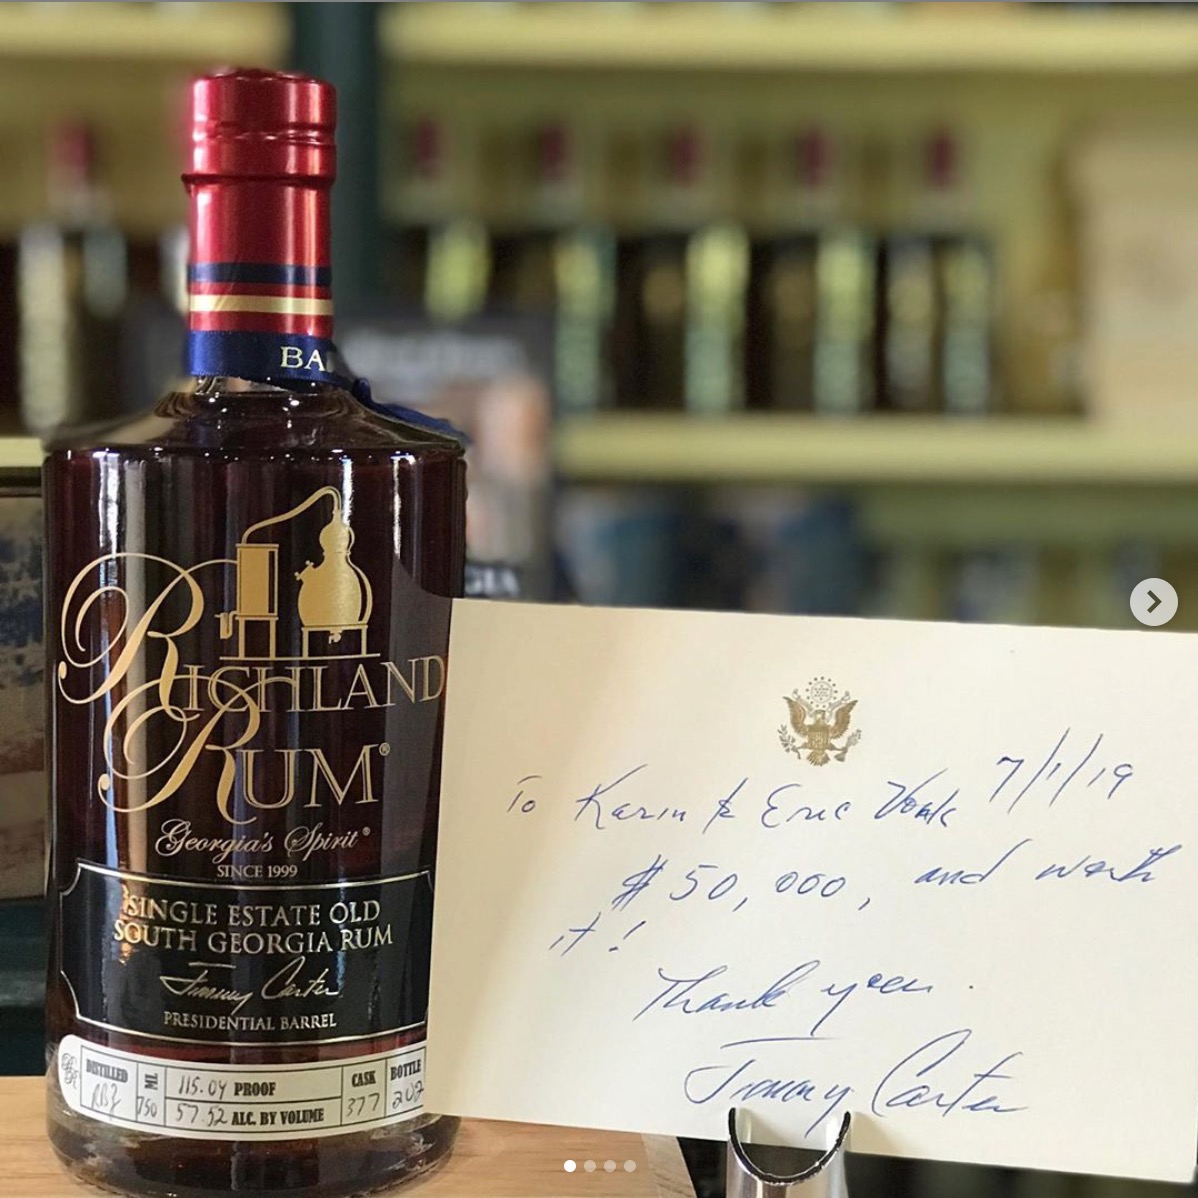 BA
RICHLAND
RUM®
Georgia's Spirit®
SINCE 1999
SINGLE ESTATE OLD
SOUTH GEORGIA RUM
Jimmy Carter
PRESIDENTIAL BARREL
DISTILLED
ML
750
115.04 PROOF
57.52 ALC. BY VOLUME
CASK
377
BOTTLE
202
7/1/19
To Karin & Eric Vonk
$50,000, and worth
it!
Thank you.
Jimmy Carter